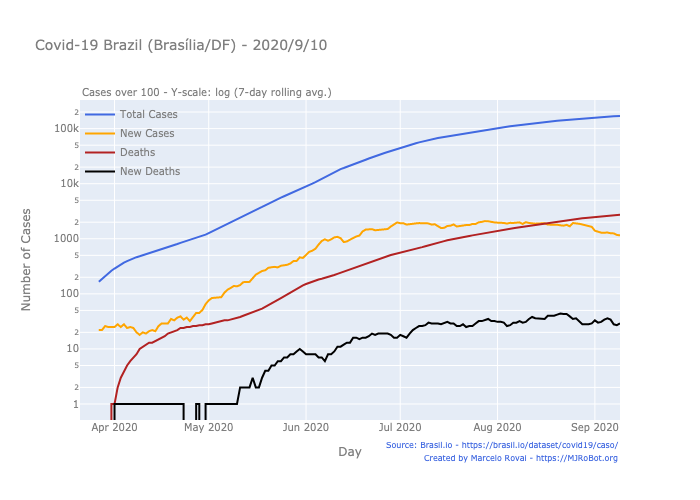 Covid-19 Brazil (Brasília/DF) - 2020/9/10
Cases over 100 - Y-scale: log (7-day rolling avg.)
Total Cases
New Cases
Deaths
New Deaths
2
100k
5
2
10k
5
2
1000
5
2
100
5
2
10
5
2
1
Number of Cases
Apr 2020
May 2020
Jun 2020
Jul 2020
Aug 2020
Sep 2020
Day
Source: Brasil.io - https://brasil.io/dataset/covid19/caso/
Created by Marcelo Rovai - https://MJRoBot.org